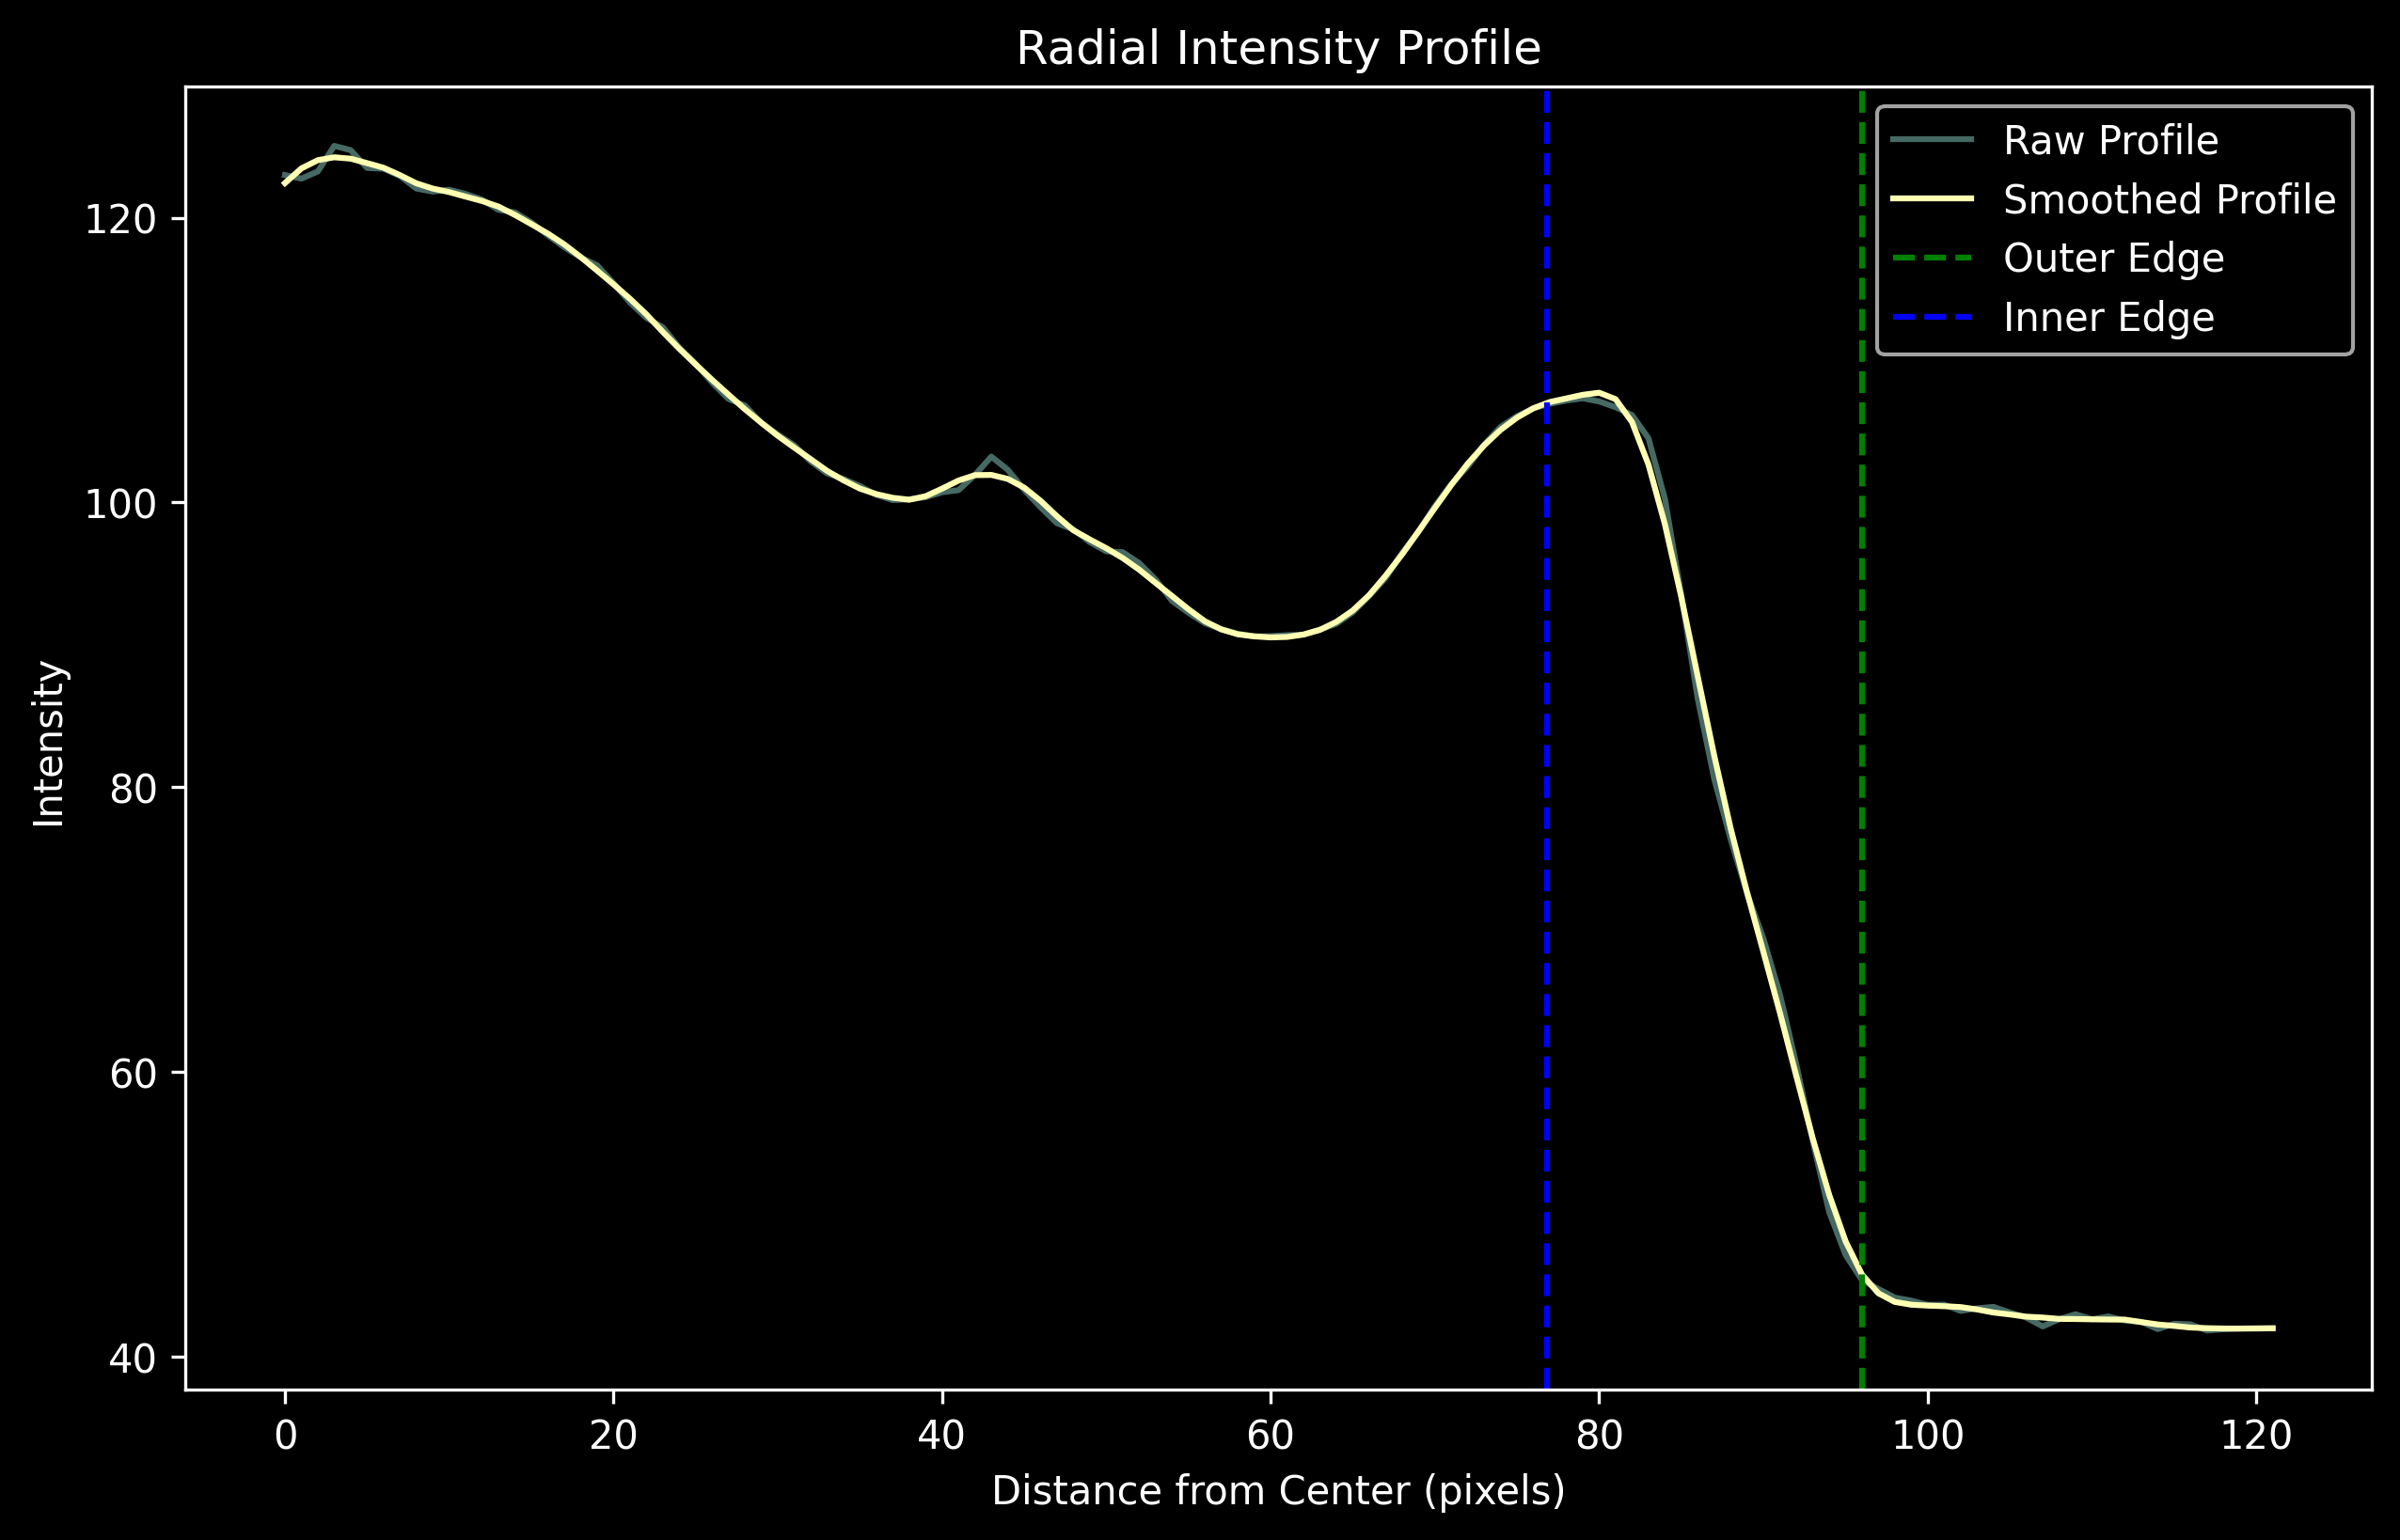 Radial Intensity Profile
Raw Profile
Smoothed Profile
Outer Edge
Inner Edge
120
100
80
60
40
Intensity
0 20 40 60 80 100 120
Distance from Center (pixels)